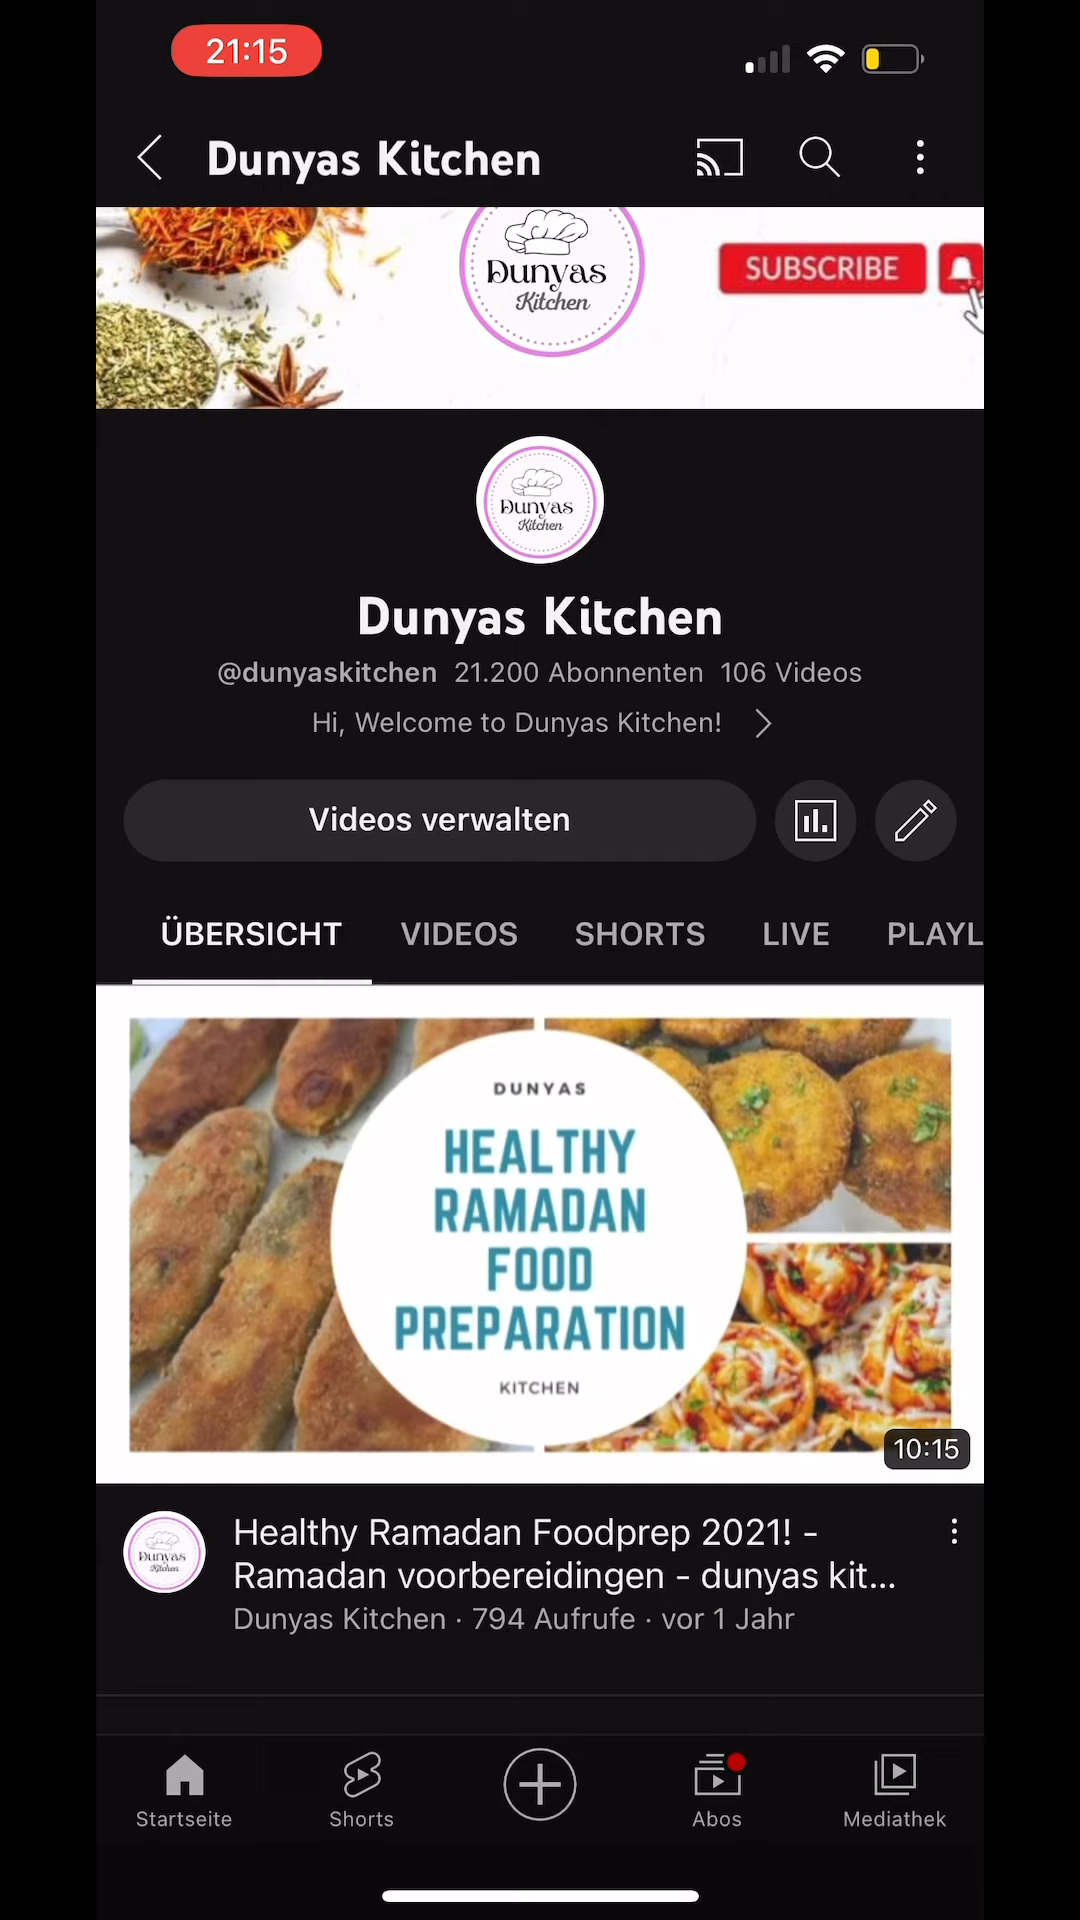 21:15
Dunyas Kitchen
Dunyas
Kitchen
SUBSCRIBE
Dunyas
Kitchen
Dunyas Kitchen
@dunyaskitchen 21.200 Abonnenten 106 Videos
Hi, Welcome to Dunyas Kitchen!
Videos verwalten
ÜBERSICHT VIDEOS SHORTS LIVE PLAYL
DUNYAS
HEALTHY
RAMADAN
FOOD
PREPARATION
KITCHEN
10:15
Dunyas
Kitchen
Healthy Ramadan Foodprep 2021! -
Ramadan voorbereidingen - dunyas kit...
Dunyas Kitchen · 794 Aufrufe · vor 1 Jahr
Startseite Shorts Abos Mediathek